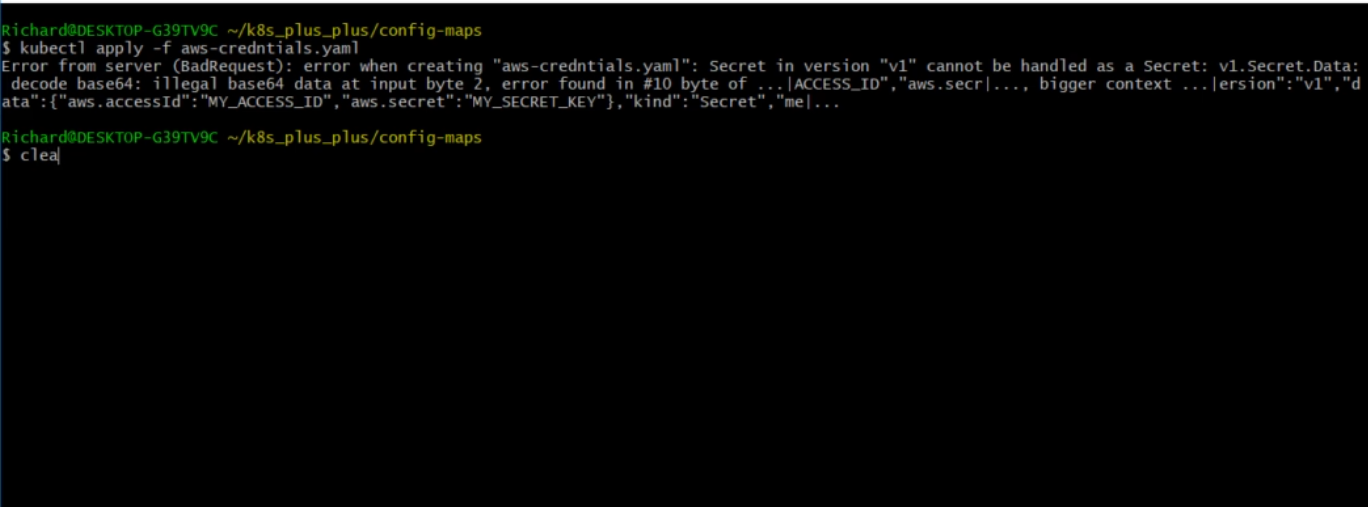 Richard@DESKTOP-G39TV9C ~/k8s_plus_plus/config-maps
$ kubectl apply -f aws-credntials.yaml
Error from server (BadRequest): error when creating "aws-credntials.yaml": Secret in version "v1" cannot be handled as a Secret: v1.Secret.Data:
decode base64: illegal base64 data at input byte 2, error found in #10 byte of ...|ACCESS_ID","aws.secr|..., bigger context ...|ersion":"v1","d
ata":{"aws.accessId":"MY_ACCESS_ID","aws.secret":"MY_SECRET_KEY"},"kind":"Secret","me|...
Richard@DESKTOP-G39TV9C ~/k8s_plus_plus/config-maps
$ clea